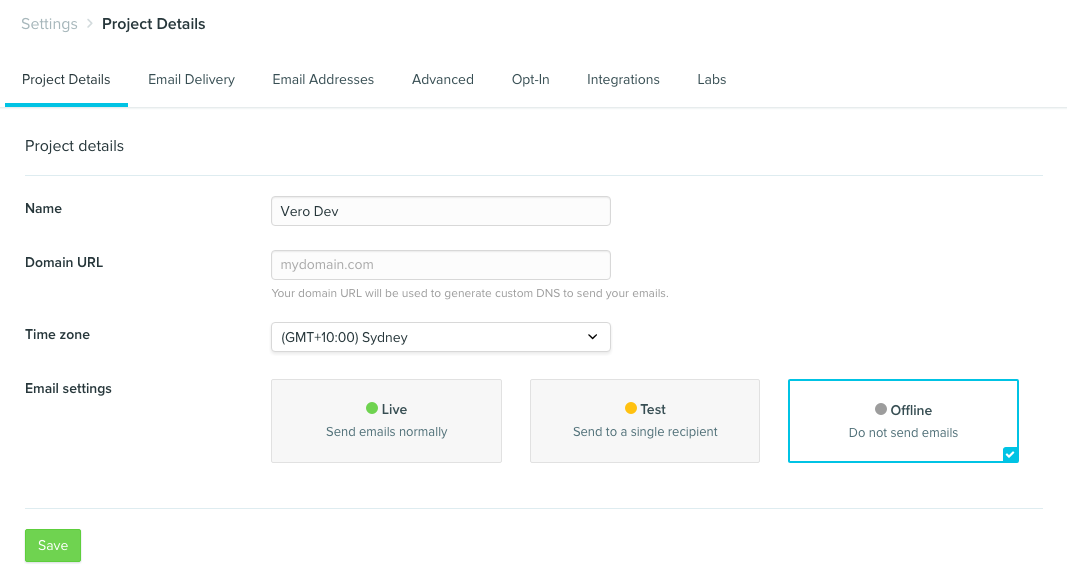 Settings > Project Details
Project Details Email Delivery Email Addresses Advanced Opt-In Integrations Labs
Project details
Name Vero Dev
Domain URL mydomain.com
Your domain URL will be used to generate custom DNS to send your emails.
Time zone (GMT+10:00) Sydney
Email settings
Live
Send emails normally
Test
Send to a single recipient
Offline
Do not send emails
Save